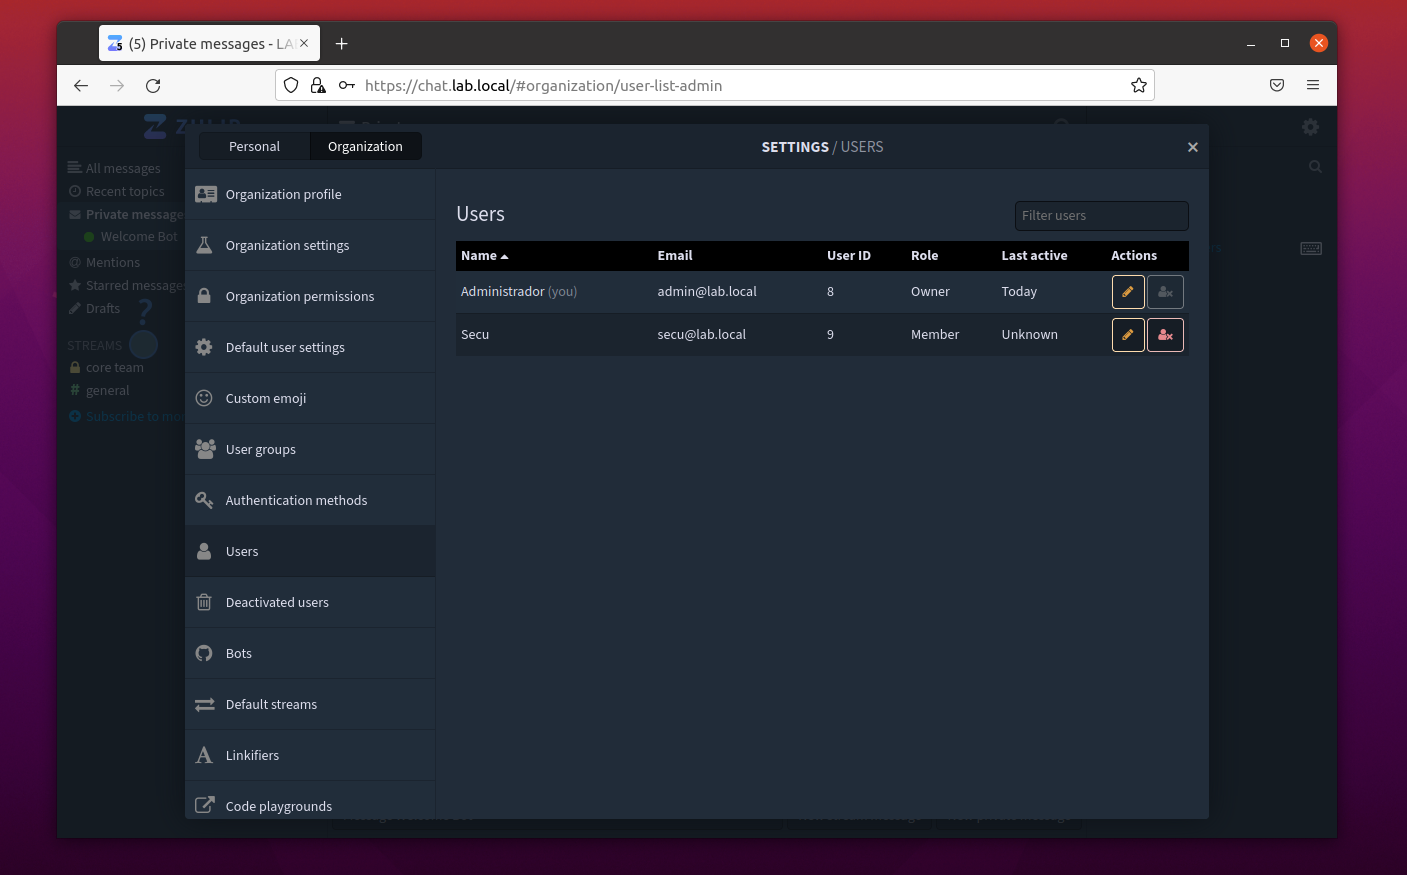 (5) Private messages - LA
https://chat.lab.local/#organization/user-list-admin
Personal
Organization
SETTINGS / USERS
All messages
Recent topics
Private message
Welcome Bot
Mentions
Starred messages
Drafts
STREAMS
core team
# general
Subscribe to mo
Organization profile
Organization settings
Organization permissions
Default user settings
Custom emoji
User groups
Authentication methods
Users
Deactivated users
Bots
Default streams
Linkifiers
Code playgrounds
Users
Filter users
Name Email User ID Role Last active Actions
Administrador (you) admin@lab.local 8 Owner Today
Secu secu@lab.local 9 Member Unknown